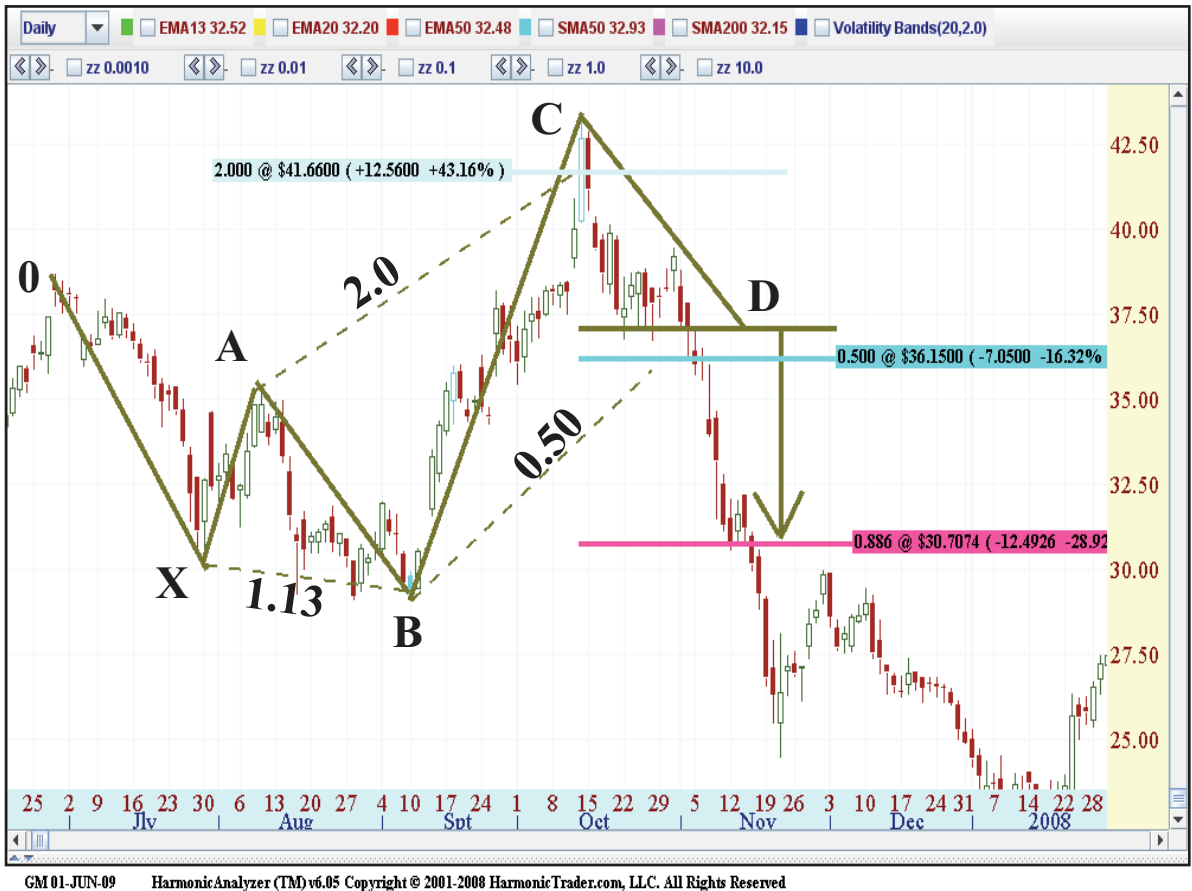 Daily EMA13 32.52 EMA20 32.20 EMA50 32.48 SMA50 32.93 SMA200 32.15 Volatility Bands(20,2.0)
zz 0.0010 zz 0.01 zz 0.1 zz 1.0 zz 10.0
C
42.50
2.000 @ $41.6600 ( +12.5600 +43.16% )
40.00
0
2.0
D
37.50
A
0.500 @ $36.1500 ( -7.0500 -16.32%
35.00
0.50
32.50
0.886 @ $30.7074 ( -12.4926 -28.92
X
30.00
1.13
B
27.50
25.00
25 2 9 16 23 30 6 13 20 27 4 10 17 24 1 8 15 22 29 5 12 19 26 3 10 17 24 31 7 14 22 28
Jly Aug Spt Oct Nov Dec 2008
GM 01-JUN-09 HarmonicAnalyzer (TM) v6.05 Copyright © 2001-2008 HarmonicTrader.com, LLC. All Rights Reserved